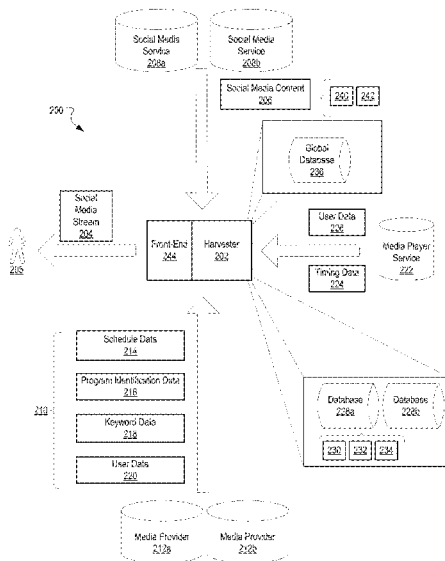 Social Media
Service
208a
Social Media
Service
208b
200
Social Media Content
206
240
242
Global
Database
236
Social
Media
Stream
204
205
Front-End
244
Harvester
202
User Data
226
Timing Data
224
Media Player
Service
222
210
Schedule Data
214
Program Identification Data
216
Keyword Data
218
User Data
220
Database
228a
Database
228b
230
232
234
Media Provider
212a
Media Provider
212b